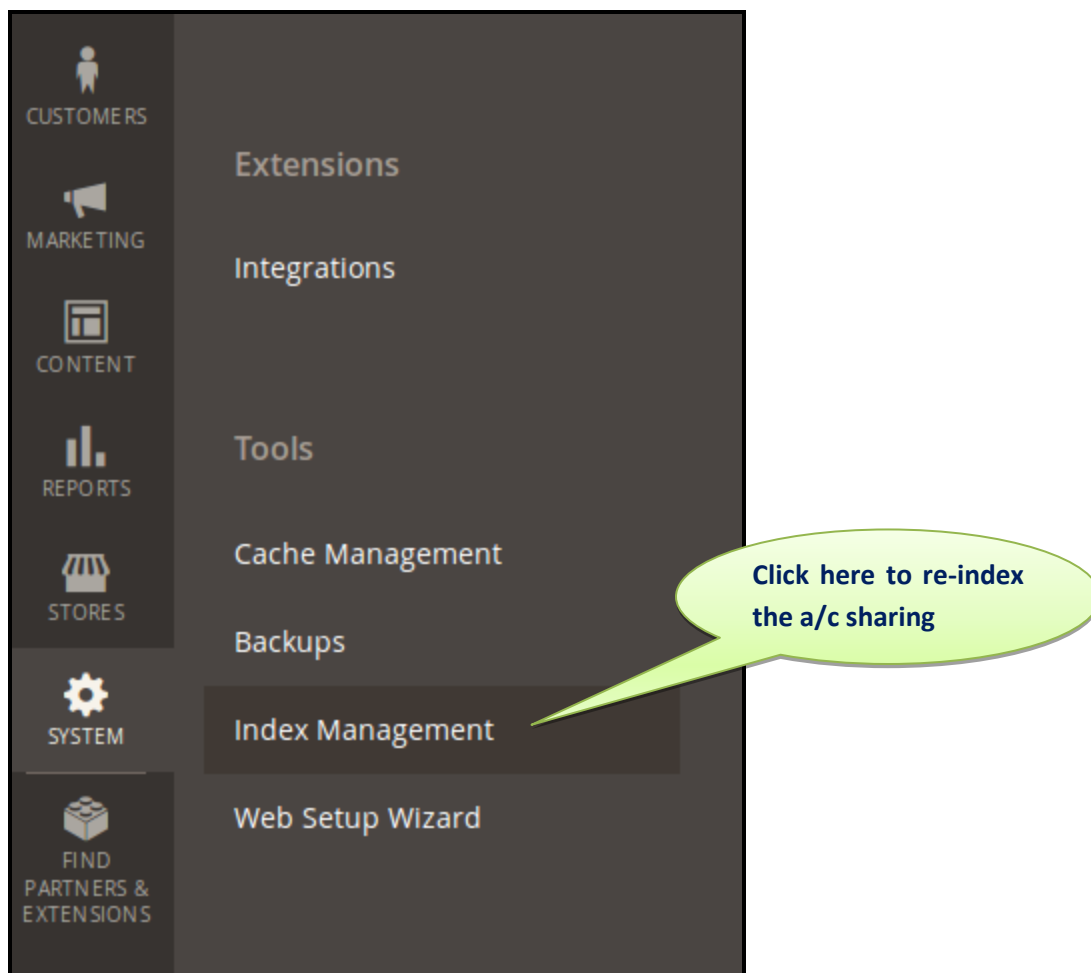 CUSTOMERS
MARKETING
CONTENT
REPORTS
STORES
SYSTEM
FIND
PARTNERS &
EXTENSIONS
Extensions
Integrations
Tools
Cache Management
Backups
Index Management
Web Setup Wizard
Click here to re-index
the a/c sharing